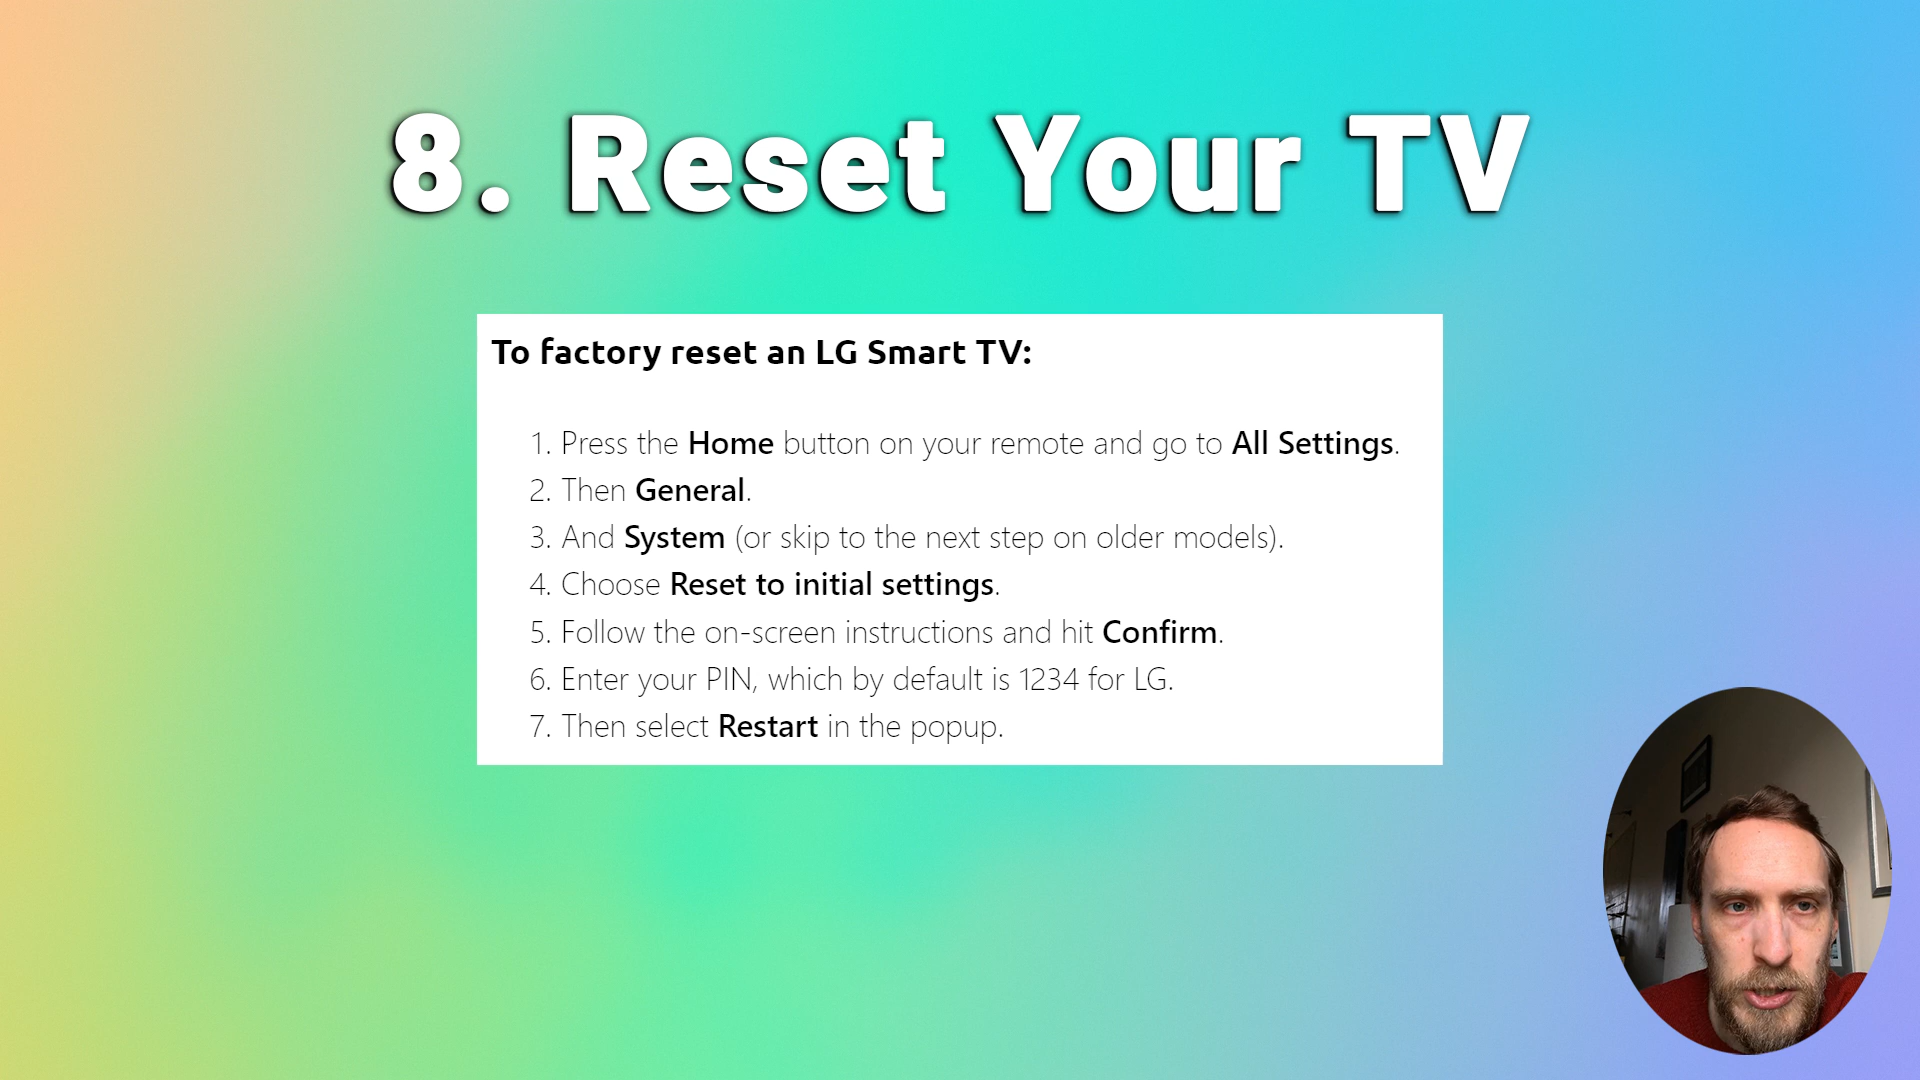 8. Reset Your TV
To factory reset an LG Smart TV:
1. Press the Home button on your remote and go to All Settings.
2. Then General.
3. And System (or skip to the next step on older models).
4. Choose Reset to initial settings.
5. Follow the on-screen instructions and hit Confirm.
6. Enter your PIN, which by default is 1234 for LG.
7. Then select Restart in the popup.